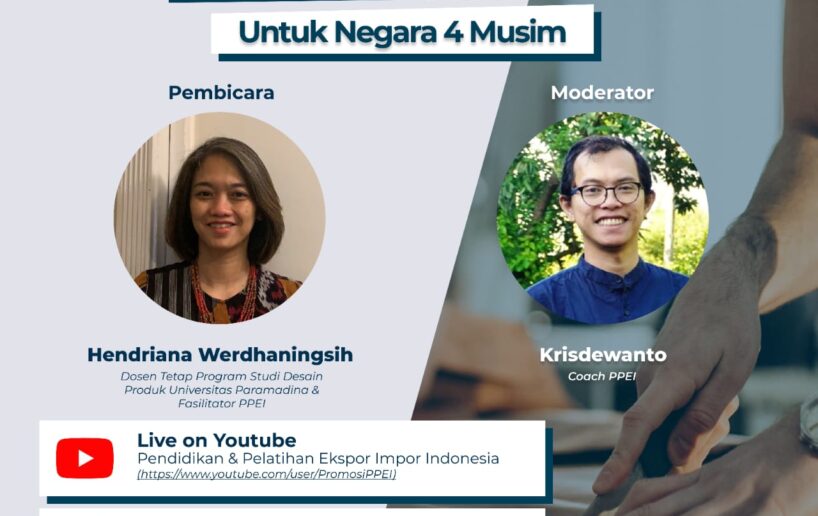 Untuk Negara 4 Musim
Pembicara
Moderator
Hendriana Werdhaningsih
Dosen Tetap Program Studi Desain
Produk Universitas Paramadina &
Fasilitator PPEI
Krisdewanto
Coach PPEI
Live on Youtube
Pendidikan & Pelatihan Ekspor Impor Indonesia
(https://www.youtube.com/user/PromosiPPEI)